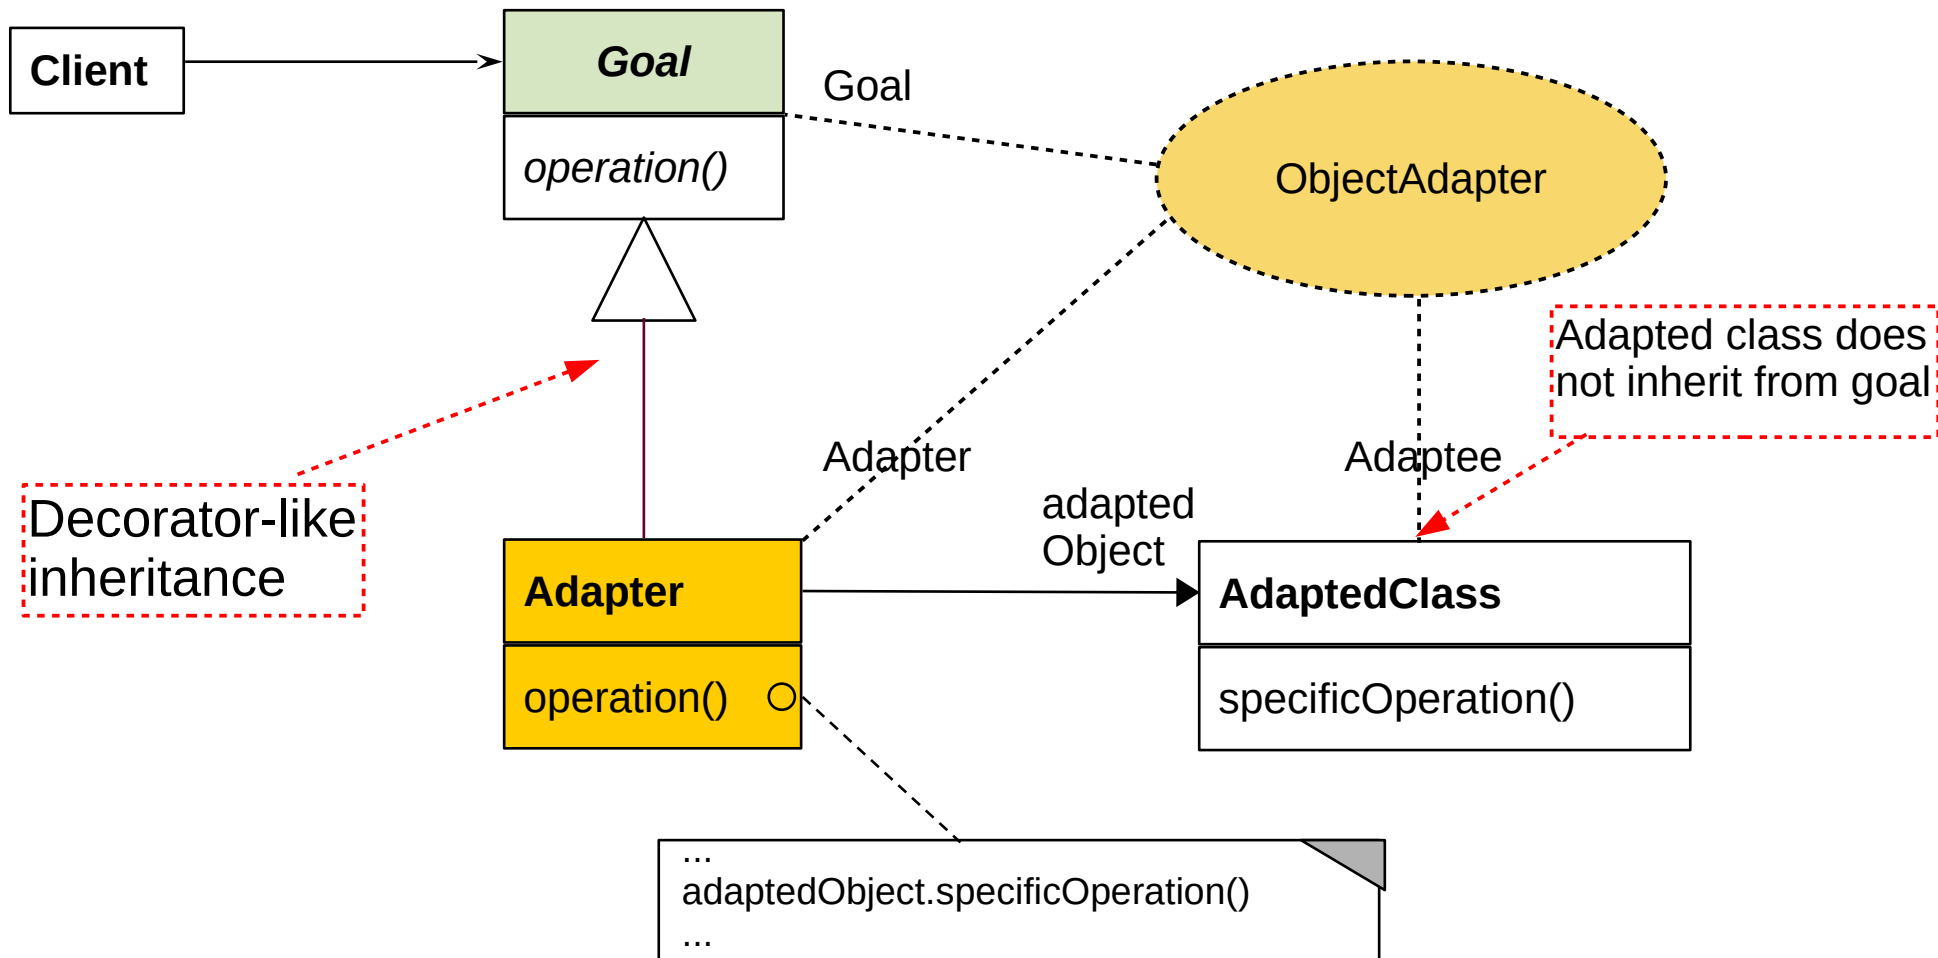 Client
Goal
operation()
Goal
ObjectAdapter
Adapted class does
not inherit from goal
Adapter
Adaptee
Decorator-like
inheritance
adapted
Object
Adapter
operation()
AdaptedClass
specificOperation()
...
adaptedObject.specificOperation()
...